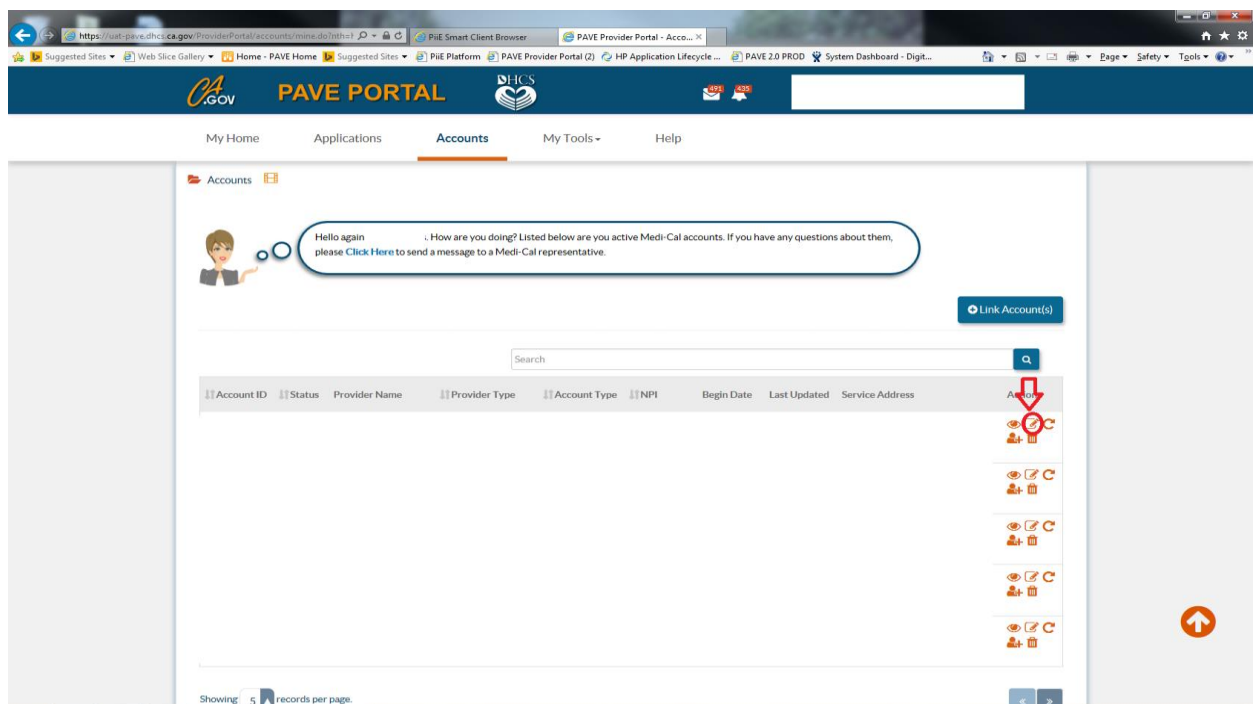 https://uat-pave.dhcs.ca.gov/ProviderPortal/accounts/mine.do?nth=1
PiiE Smart Client Browser
PAVE Provider Portal - Acco...
Suggested Sites
Web Slice Gallery
Home - PAVE Home
Suggested Sites
PiiE Platform
PAVE Provider Portal (2)
HP Application Lifecycle ...
PAVE 2.0 PROD
System Dashboard - Digit...
Page
Safety
Tools
CA.GOV
PAVE PORTAL
DHCS
491
435
My Home
Applications
Accounts
My Tools
Help
Accounts
Hello again . How are you doing? Listed below are you active Medi-Cal accounts. If you have any questions about them,
please Click Here to send a message to a Medi-Cal representative.
Link Account(s)
Search
Account ID Status Provider Name Provider Type Account Type NPI Begin Date Last Updated Service Address
Showing 5 records per page.